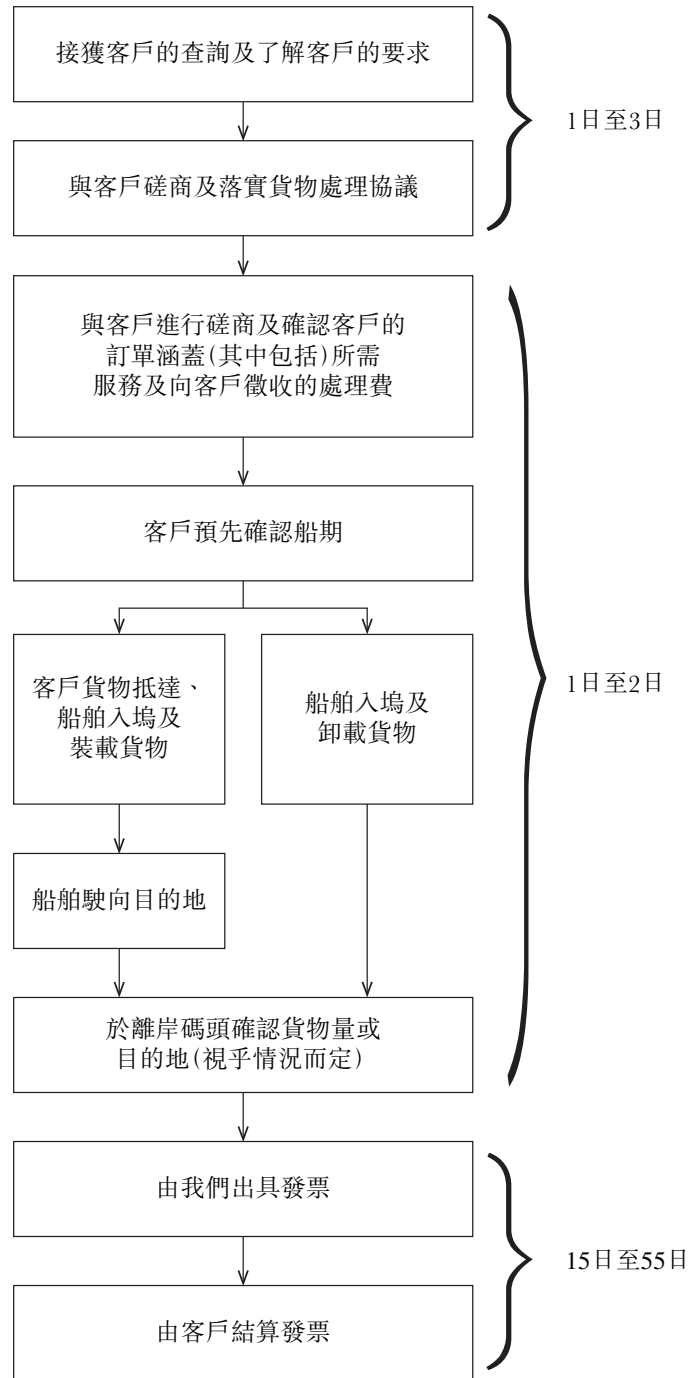 接獲客戶的查詢及了解客戶的要求
1日至3日
與客戶磋商及落實貨物處理協議
與客戶進行磋商及確認客戶的
訂單涵蓋(其中包括)所需
服務及向客戶徵收的處理費
客戶預先確認船期
客戶貨物抵達、
船舶入塢及
裝載貨物
船舶入塢及
卸載貨物
1日至2日
船舶駛向目的地
於離岸碼頭確認貨物量或
目的地(視乎情況而定)
由我們出具發票
15日至55日
由客戶結算發票